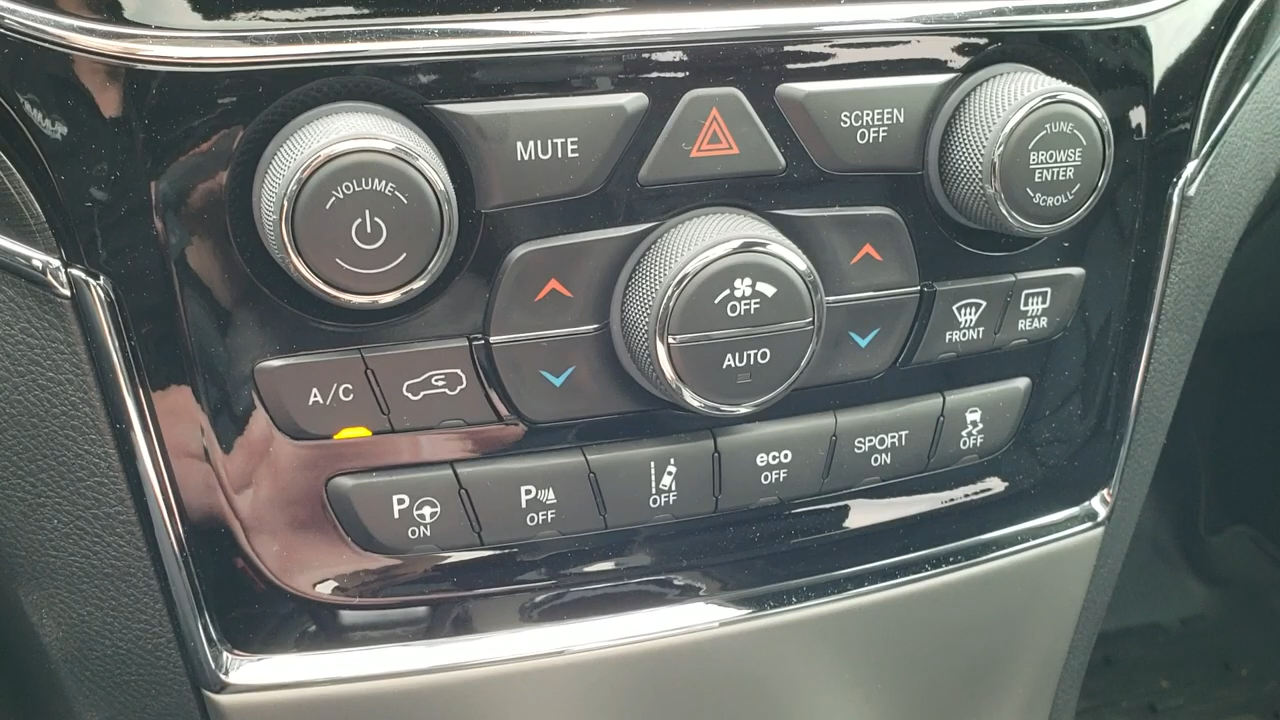 MUTE
SCREEN
OFF
VOLUME
TUNE
BROWSE
ENTER
SCROLL
OFF
AUTO
FRONT
REAR
A/C
P
ON
P
OFF
OFF
eco
OFF
SPORT
ON
OFF